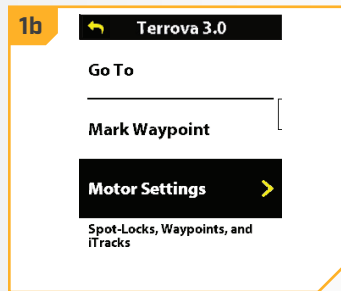 1b
Terrova 3.0
Go To
Mark Waypoint
Motor Settings
Spot-Locks, Waypoints, and
iTracks